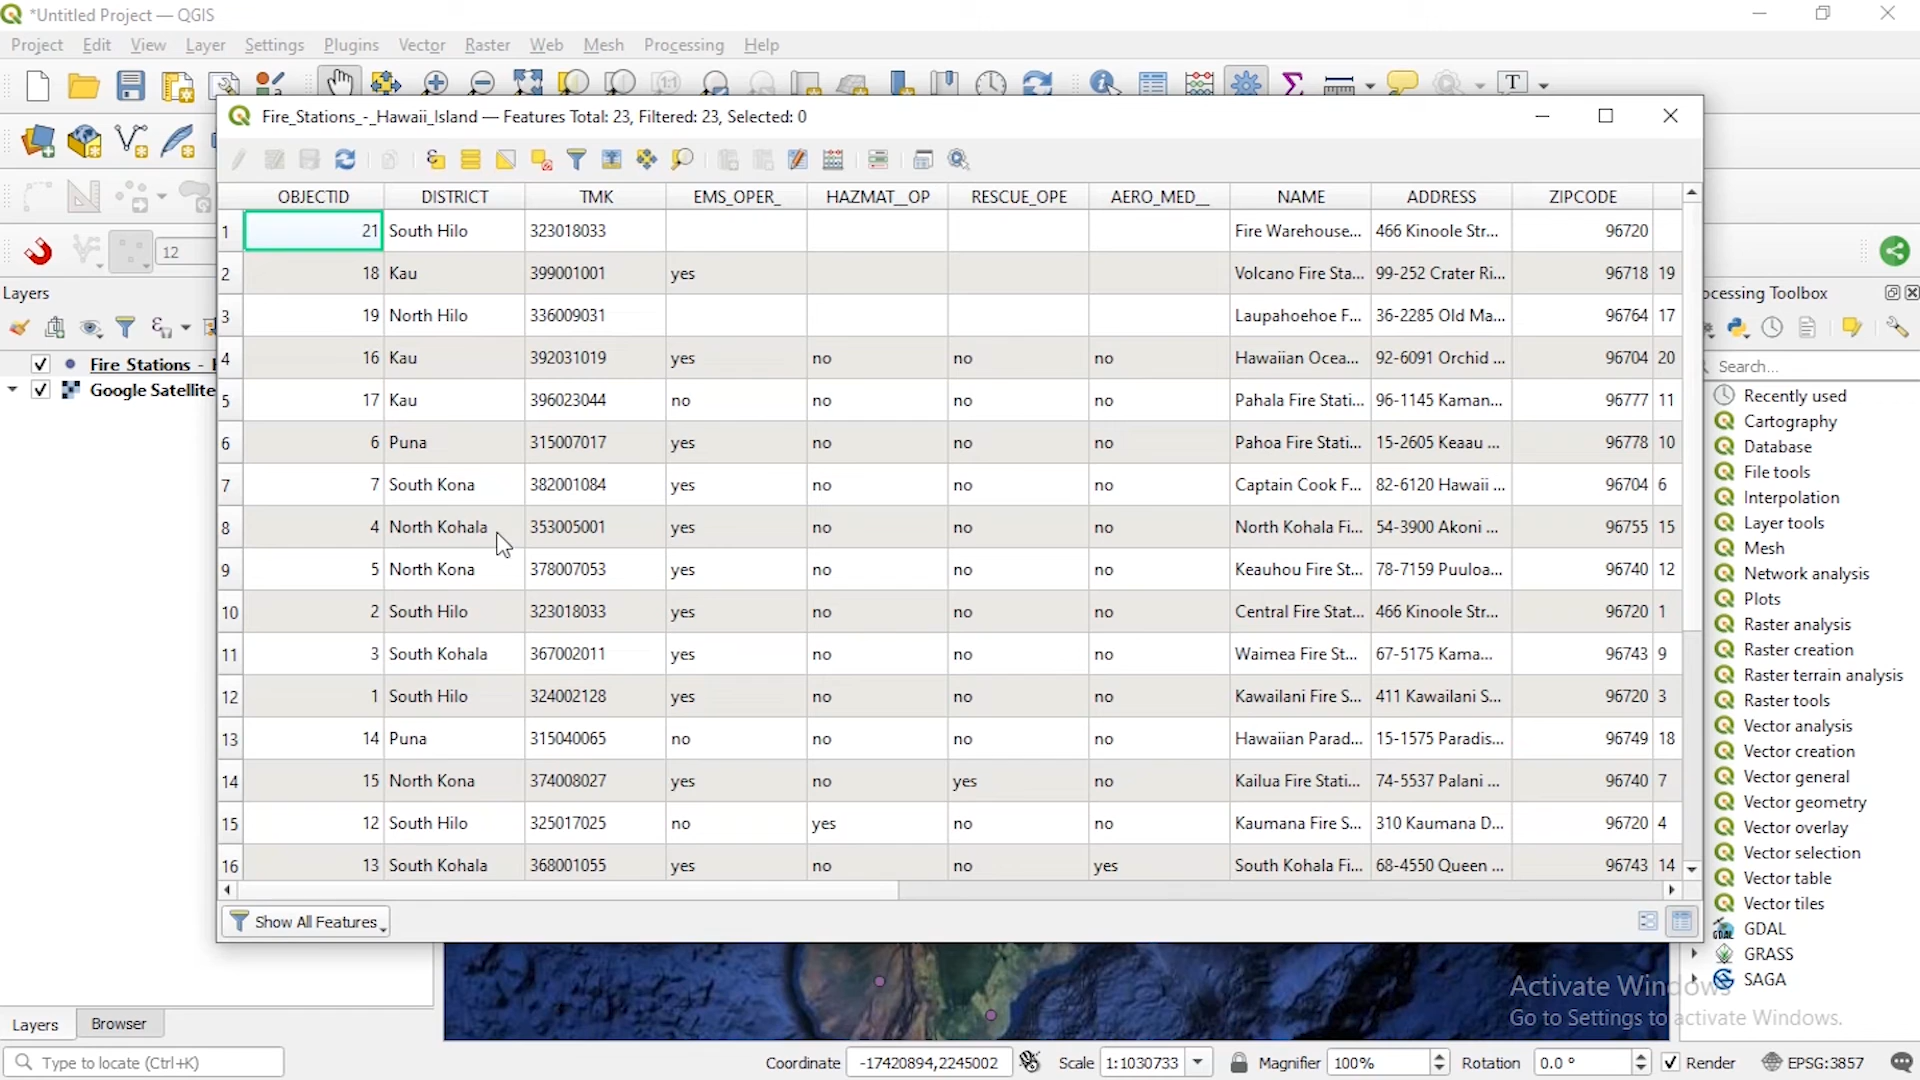 *Untitled Project — QGIS
Project Edit View Layer Settings Plugins Vector Raster Web Mesh Processing Help
Fire_Stations_-_Hawaii_Island — Features Total: 23, Filtered: 23, Selected: 0
OBJECTID DISTRICT TMK EMS_OPER_ HAZMAT__OP RESCUE_OPE AERO_MED__ NAME ADDRESS ZIPCODE
1 21 South Hilo 323018033 Fire Warehouse... 466 Kinoole Str... 96720
2 18 Kau 399001001 yes Volcano Fire Sta... 99-252 Crater Ri... 96718 19
3 19 North Hilo 336009031 Laupahoehoe F... 36-2285 Old Ma... 96764 17
4 16 Kau 392031019 yes no no no Hawaiian Ocea... 92-6091 Orchid ... 96704 20
5 17 Kau 396023044 no no no no Pahala Fire Stati... 96-1145 Kaman... 96777 11
6 6 Puna 315007017 yes no no no Pahoa Fire Stati... 15-2605 Keaau ... 96778 10
7 7 South Kona 382001084 yes no no no Captain Cook F... 82-6120 Hawaii ... 96704 6
8 4 North Kohala 353005001 yes no no no North Kohala Fi... 54-3900 Akoni ... 96755 15
9 5 North Kona 378007053 yes no no no Keauhou Fire St... 78-7159 Puuloa... 96740 12
10 2 South Hilo 323018033 yes no no no Central Fire Stat... 466 Kinoole Str... 96720 1
11 3 South Kohala 367002011 yes no no no Waimea Fire St... 67-5175 Kama... 96743 9
12 1 South Hilo 324002128 yes no no no Kawailani Fire S... 411 Kawailani S... 96720 3
13 14 Puna 315040065 no no no no Hawaiian Parad... 15-1575 Paradis... 96749 18
14 15 North Kona 374008027 yes no yes no Kailua Fire Stati... 74-5537 Palani ... 96740 7
15 12 South Hilo 325017025 no yes no no Kaumana Fire S... 310 Kaumana D... 96720 4
16 13 South Kohala 368001055 yes no no yes South Kohala Fi... 68-4550 Queen ... 96743 14
Show All Features
12
Layers
Fire Stations -
Google Satellite
ocessing Toolbox
Search...
Recently used
Cartography
Database
File tools
Interpolation
Layer tools
Mesh
Network analysis
Plots
Raster analysis
Raster creation
Raster terrain analysis
Raster tools
Vector analysis
Vector creation
Vector general
Vector geometry
Vector overlay
Vector selection
Vector table
Vector tiles
GDAL
GRASS
SAGA
Activate Windows
Go to Settings to activate Windows.
Layers Browser
Type to locate (Ctrl+K) Coordinate -17420894,2245002 Scale 1:1030733 Magnifier 100% Rotation 0.0 ° Render EPSG:3857